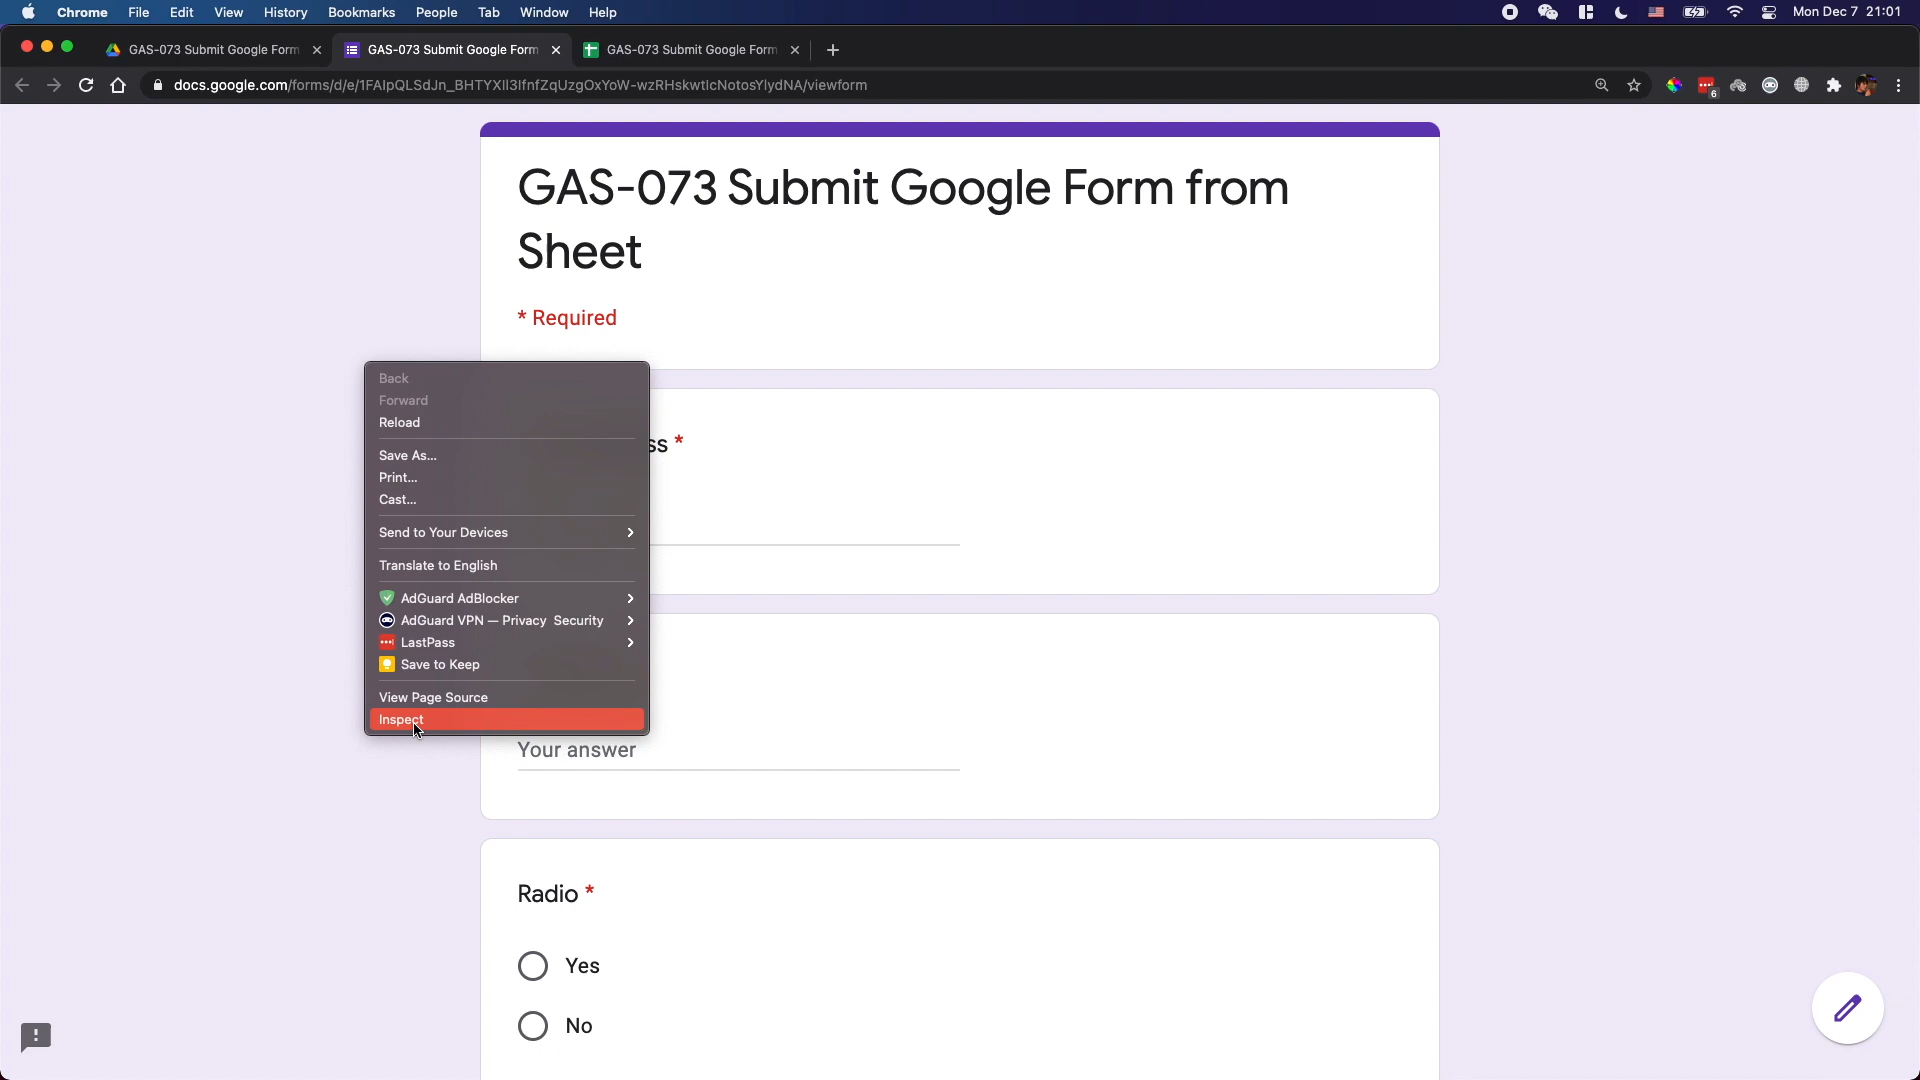 Chrome File Edit View History Bookmarks People Tab Window Help Mon Dec 7 21:01
GAS-073 Submit Google Form GAS-073 Submit Google Form GAS-073 Submit Google Form
docs.google.com/forms/d/e/1FAIpQLSdJn_BHTYXIl3IfnfZqUzgOxYoW-wzRHskwtlcNotosYlydNA/viewform 6
GAS-073 Submit Google Form from
Sheet
* Required
Back
Forward
Reload
ss *
Save As...
Print...
Cast...
Send to Your Devices
Translate to English
AdGuard AdBlocker
AdGuard VPN — Privacy Security
LastPass
Save to Keep
View Page Source
Inspect
Your answer
Radio *
Yes
No